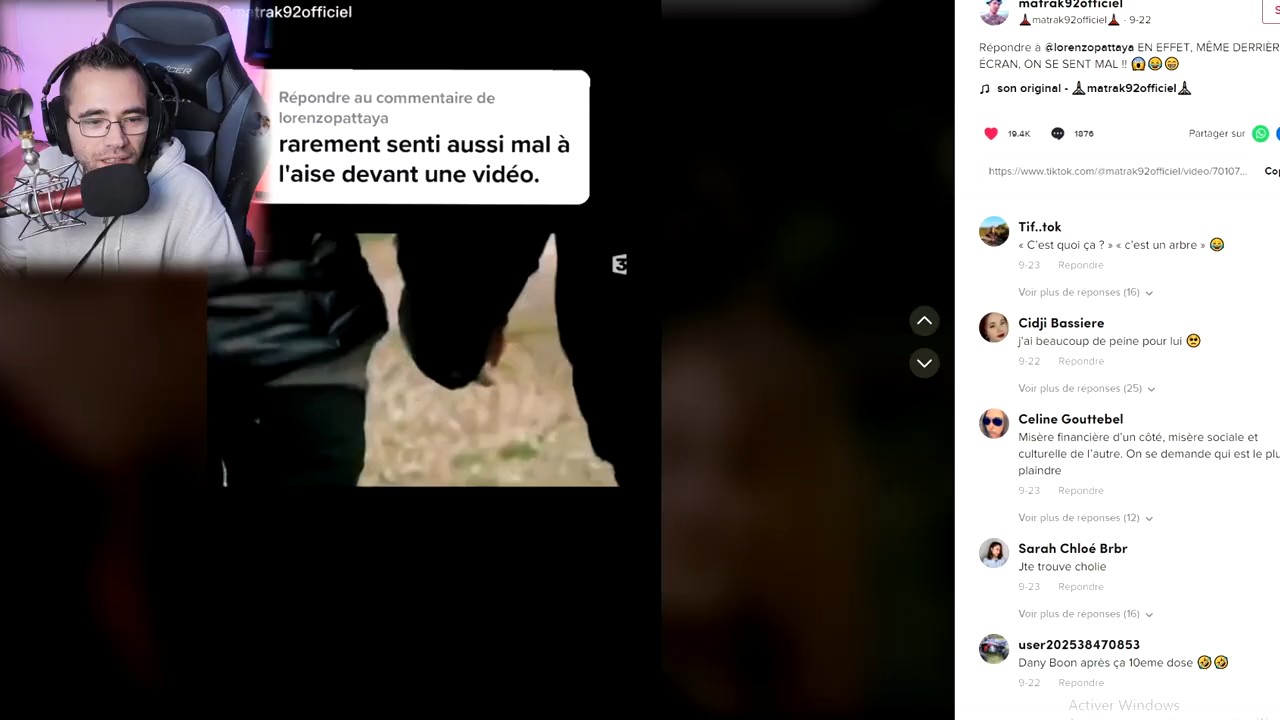 @matrak92officiel
Répondre au commentaire de
lorenzopattaya
rarement senti aussi mal à
l'aise devant une vidéo.
3
matrak92officiel
matrak92officiel · 9-22
Répondre à @lorenzopattaya EN EFFET, MÊME DERRIÈR
ÉCRAN, ON SE SENT MAL !! 😱😂😁
♫ son original - matrak92officiel
19.4K 1876 Partager sur
https://www.tiktok.com/@matrak92officiel/video/70107... Cop
Tif..tok
« C'est quoi ça ? » « c'est un arbre » 😂
9-23 Répondre
Voir plus de réponses (16)
Cidji Bassiere
j'ai beaucoup de peine pour lui 🥺
9-22 Répondre
Voir plus de réponses (25)
Celine Gouttebel
Misère financière d'un côté, misère sociale et
culturelle de l'autre. On se demande qui est le plu
plaindre
9-23 Répondre
Voir plus de réponses (12)
Sarah Chloé Brbr
Jte trouve cholie
9-23 Répondre
Voir plus de réponses (16)
user202538470853
Dany Boon après ça 10eme dose 🤣🤣
9-22 Répondre
Activer Windows